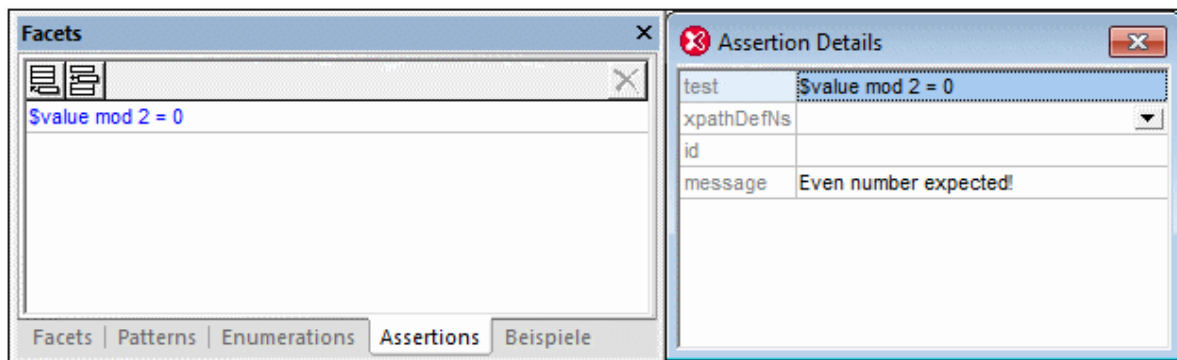 Facets
$value mod 2 = 0
Facets | Patterns | Enumerations Assertions Beispiele
Assertion Details
test $value mod 2 = 0
xpathDefNs
id
message Even number expected!